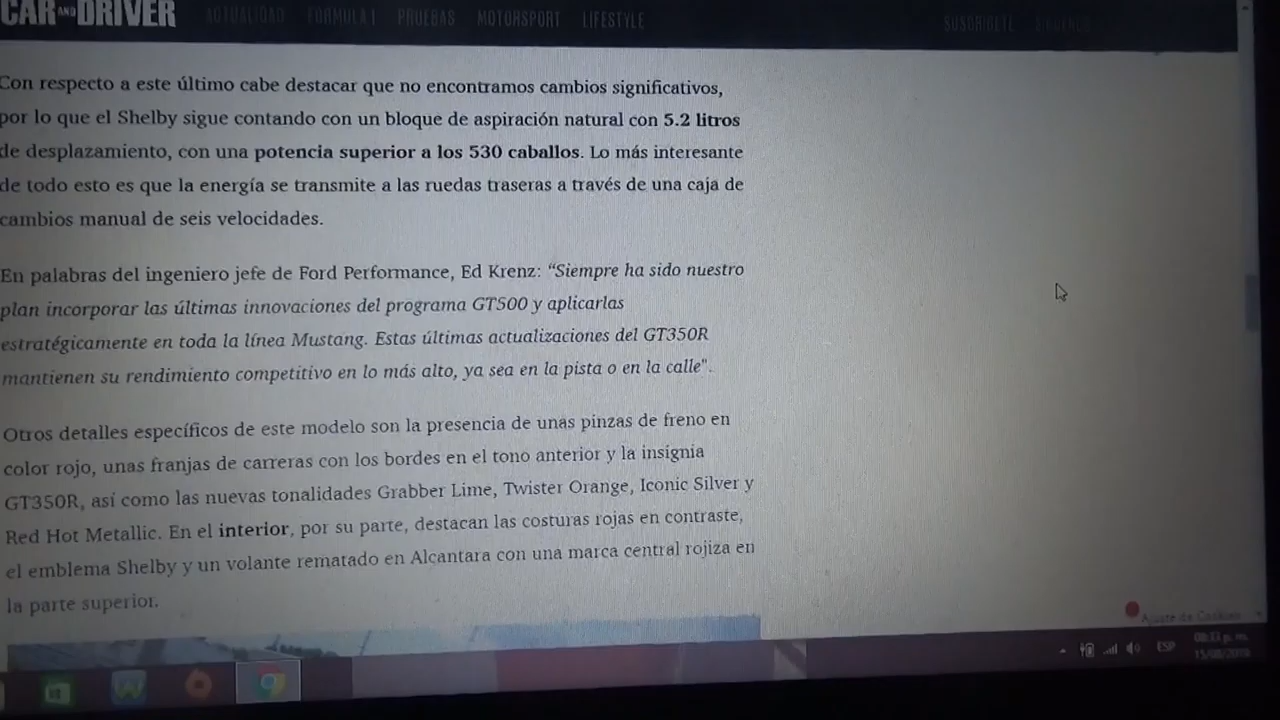 CAR AND DRIVER ACTUALIDAD FORMULA 1 PRUEBAS MOTORSPORT LIFESTYLE SUSCRÍBETE SÍGUENOS
Con respecto a este último cabe destacar que no encontramos cambios significativos,
por lo que el Shelby sigue contando con un bloque de aspiración natural con 5.2 litros
de desplazamiento, con una potencia superior a los 530 caballos. Lo más interesante
de todo esto es que la energía se transmite a las ruedas traseras a través de una caja de
cambios manual de seis velocidades.
En palabras del ingeniero jefe de Ford Performance, Ed Krenz: “Siempre ha sido nuestro
plan incorporar las últimas innovaciones del programa GT500 y aplicarlas
estratégicamente en toda la línea Mustang. Estas últimas actualizaciones del GT350R
mantienen su rendimiento competitivo en lo más alto, ya sea en la pista o en la calle".
Otros detalles específicos de este modelo son la presencia de unas pinzas de freno en
color rojo, unas franjas de carreras con los bordes en el tono anterior y la insignia
GT350R, así como las nuevas tonalidades Grabber Lime, Twister Orange, Iconic Silver y
Red Hot Metallic. En el interior, por su parte, destacan las costuras rojas en contraste,
el emblema Shelby y un volante rematado en Alcantara con una marca central rojiza en
la parte superior.
Ajuste de Cookies
ESP
08:33 p. m.
15/08/2019